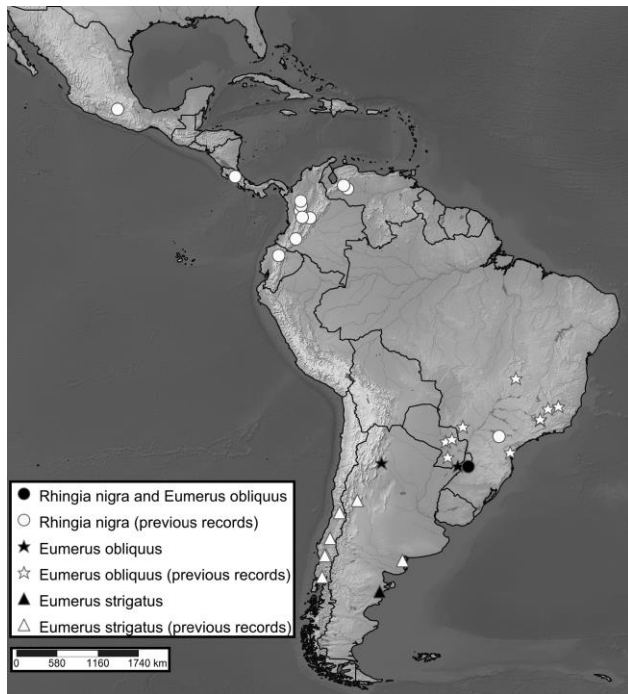 Rhingia nigra and Eumerus obliquus
Rhingia nigra (previous records)
Eumerus obliquus
Eumerus obliquus (previous records)
Eumerus strigatus
Eumerus strigatus (previous records)
0 580 1160 1740 km